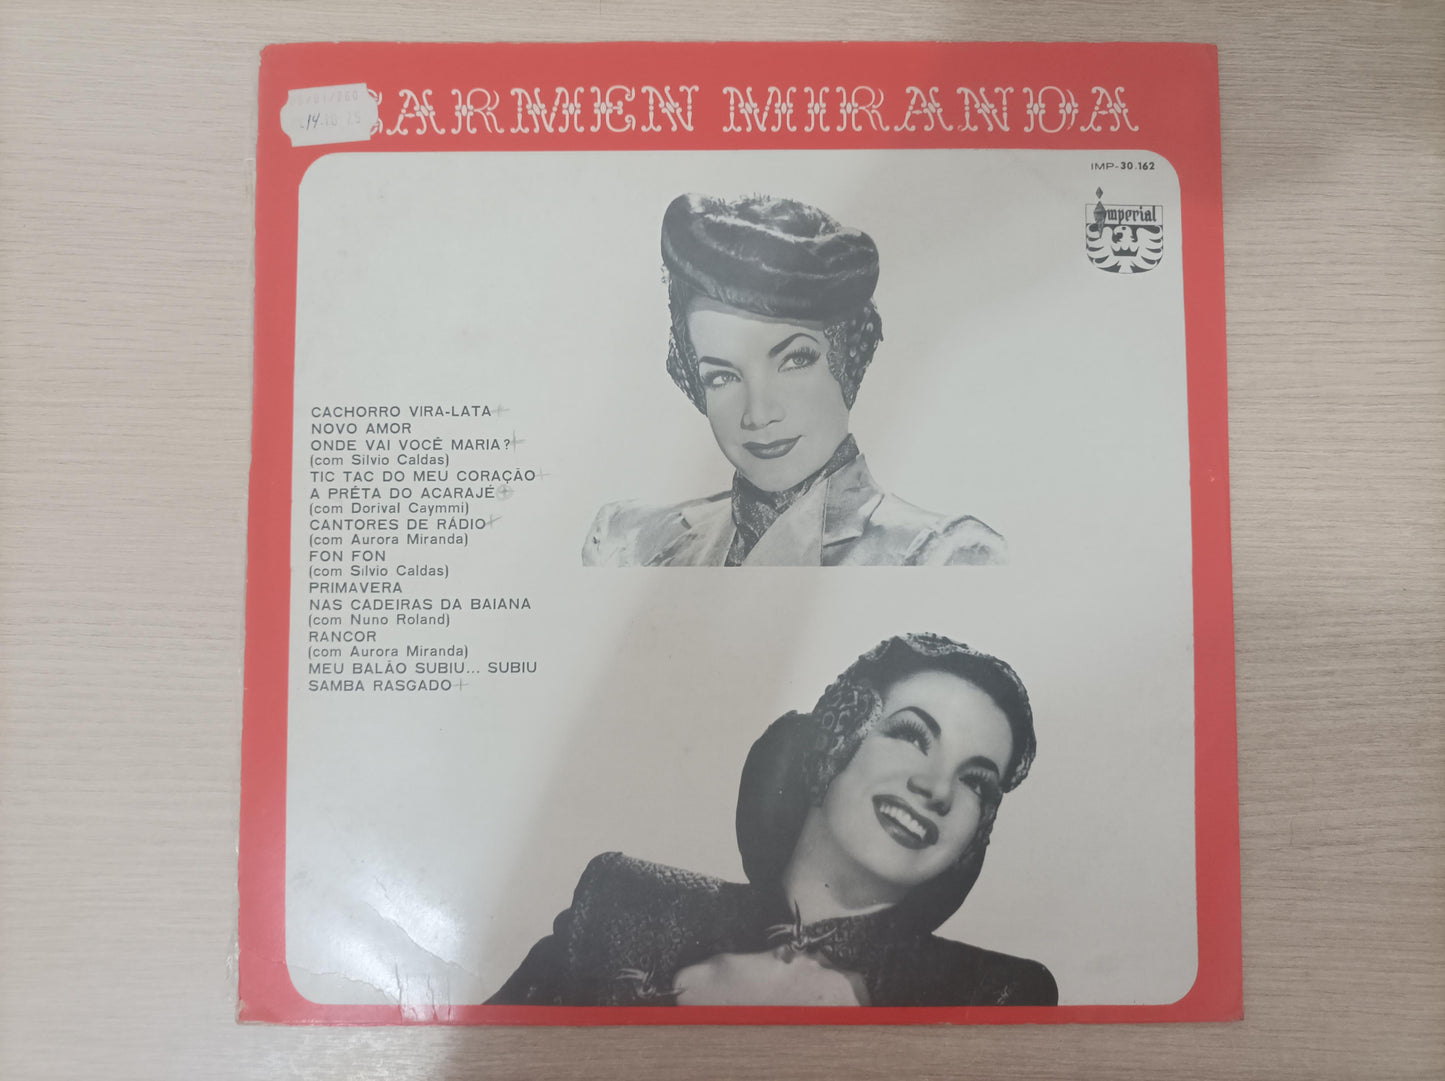 CARMEN MIRANDA
IMP-30.162
Imperial
CACHORRO VIRA-LATA
NOVO AMOR
ONDE VAI VOCÊ MARIA?
(com Silvio Caldas)
TIC TAC DO MEU CORAÇÃO
A PRÊTA DO ACARAJÉ
(com Dorival Caymmi)
CANTORES DE RÁDIO
(com Aurora Miranda)
FON FON
(com Silvio Caldas)
PRIMAVERA
NAS CADEIRAS DA BAIANA
(com Nuno Roland)
RANCOR
(com Aurora Miranda)
MEU BALÃO SUBIU... SUBIU
SAMBA RASGADO